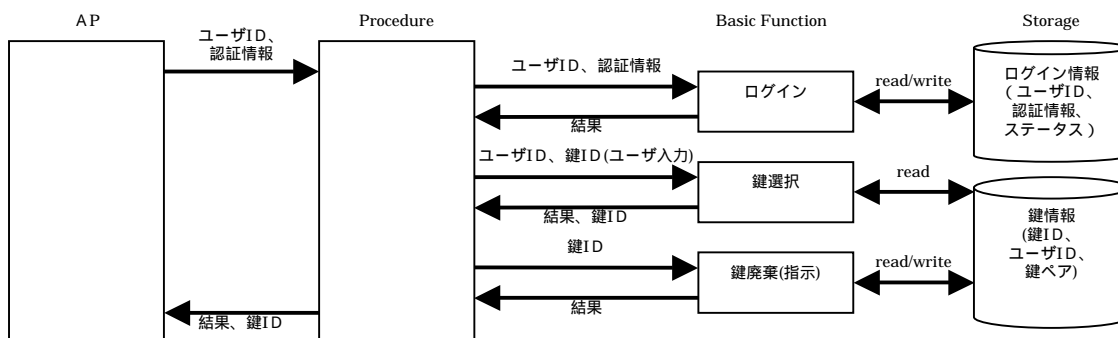 AP
Procedure
Basic Function
Storage
ユーザID、
認証情報
ユーザID、認証情報
ログイン
read/write
ログイン情報
(ユーザID、
認証情報、
ステータス)
結果
ユーザID、鍵ID(ユーザ入力)
鍵選択
read
結果、鍵ID
鍵情報
(鍵ID、
ユーザID、
鍵ペア)
鍵ID
鍵廃棄(指示)
read/write
結果
結果、鍵ID